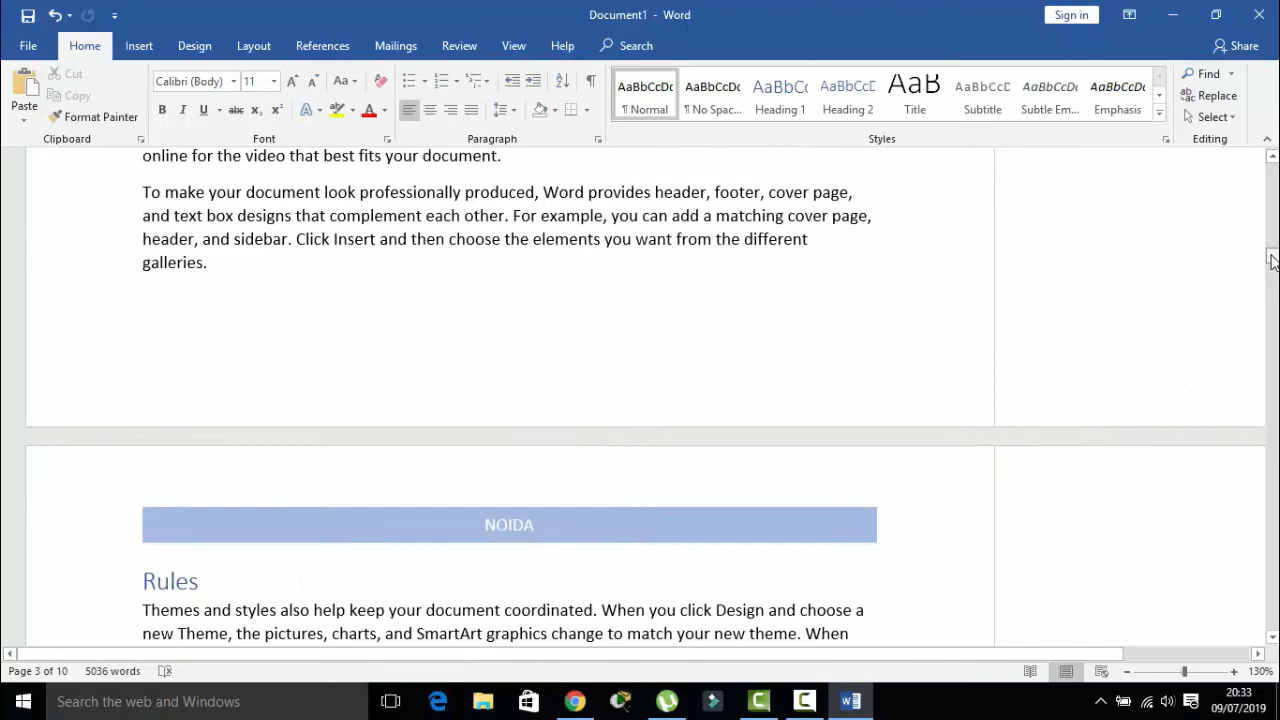 Document1 - Word
Sign in
File Home Insert Design Layout References Mailings Review View Help Search Share
Paste
Cut
Copy
Format Painter
Clipboard
Calibri (Body) 11
Aa
B I U abc X₂ X²
A A
Font
Paragraph
AaBbCcDc AaBbCcDc AaBbCc AaBbCcD AaB AaBbCcD AaBbCcDc AaBbCcDc
¶ Normal ¶ No Spac... Heading 1 Heading 2 Title Subtitle Subtle Em... Emphasis
Styles
Find
Replace
Select
Editing
online for the video that best fits your document.
To make your document look professionally produced, Word provides header, footer, cover page,
and text box designs that complement each other. For example, you can add a matching cover page,
header, and sidebar. Click Insert and then choose the elements you want from the different
galleries.
NOIDA
Rules
Themes and styles also help keep your document coordinated. When you click Design and choose a
new Theme, the pictures, charts, and SmartArt graphics change to match your new theme. When
Page 3 of 10 5036 words
130%
Search the web and Windows
20:33
09/07/2019